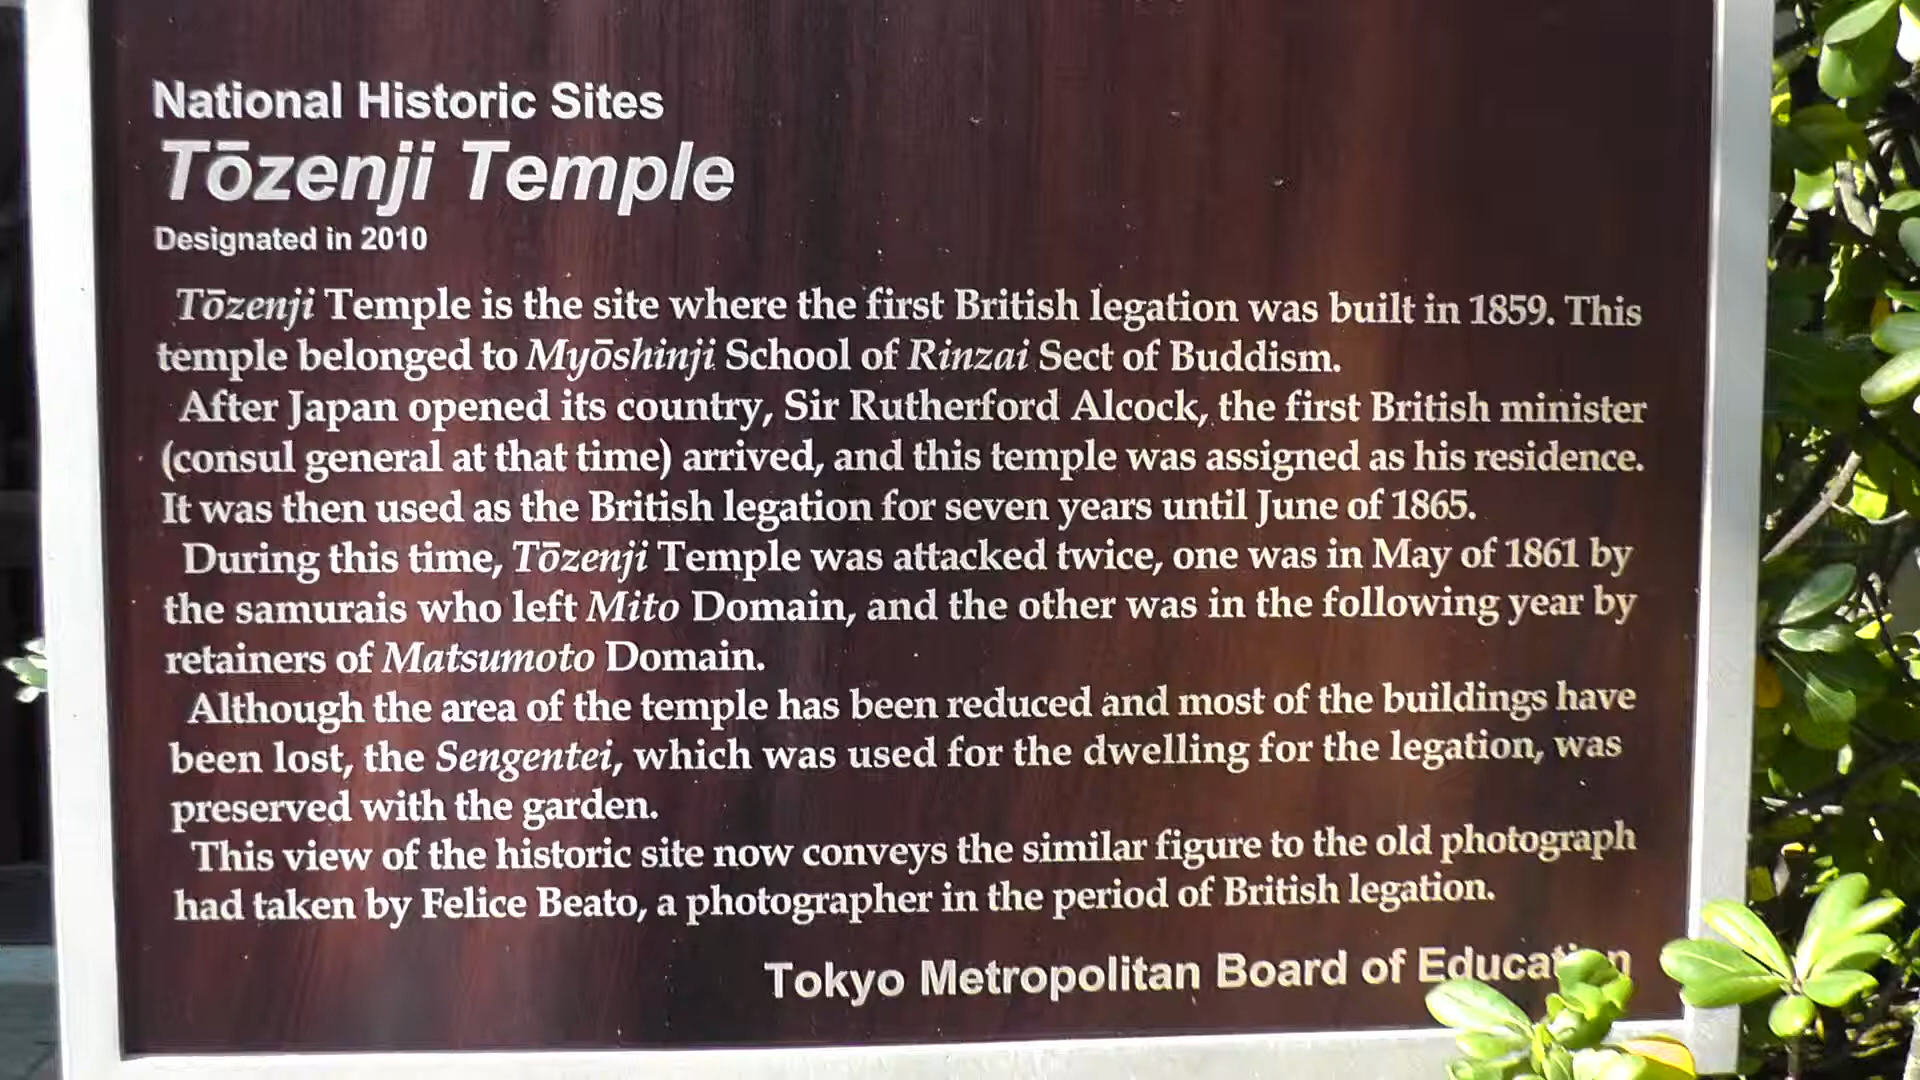 National Historic Sites
Tōzenji Temple
Designated in 2010
Tōzenji Temple is the site where the first British legation was built in 1859. This
temple belonged to Myōshinji School of Rinzai Sect of Buddism.
After Japan opened its country, Sir Rutherford Alcock, the first British minister
(consul general at that time) arrived, and this temple was assigned as his residence.
It was then used as the British legation for seven years until June of 1865.
During this time, Tōzenji Temple was attacked twice, one was in May of 1861 by
the samurais who left Mito Domain, and the other was in the following year by
retainers of Matsumoto Domain.
Although the area of the temple has been reduced and most of the buildings have
been lost, the Sengentei, which was used for the dwelling for the legation, was
preserved with the garden.
This view of the historic site now conveys the similar figure to the old photograph
had taken by Felice Beato, a photographer in the period of British legation.
Tokyo Metropolitan Board of Education